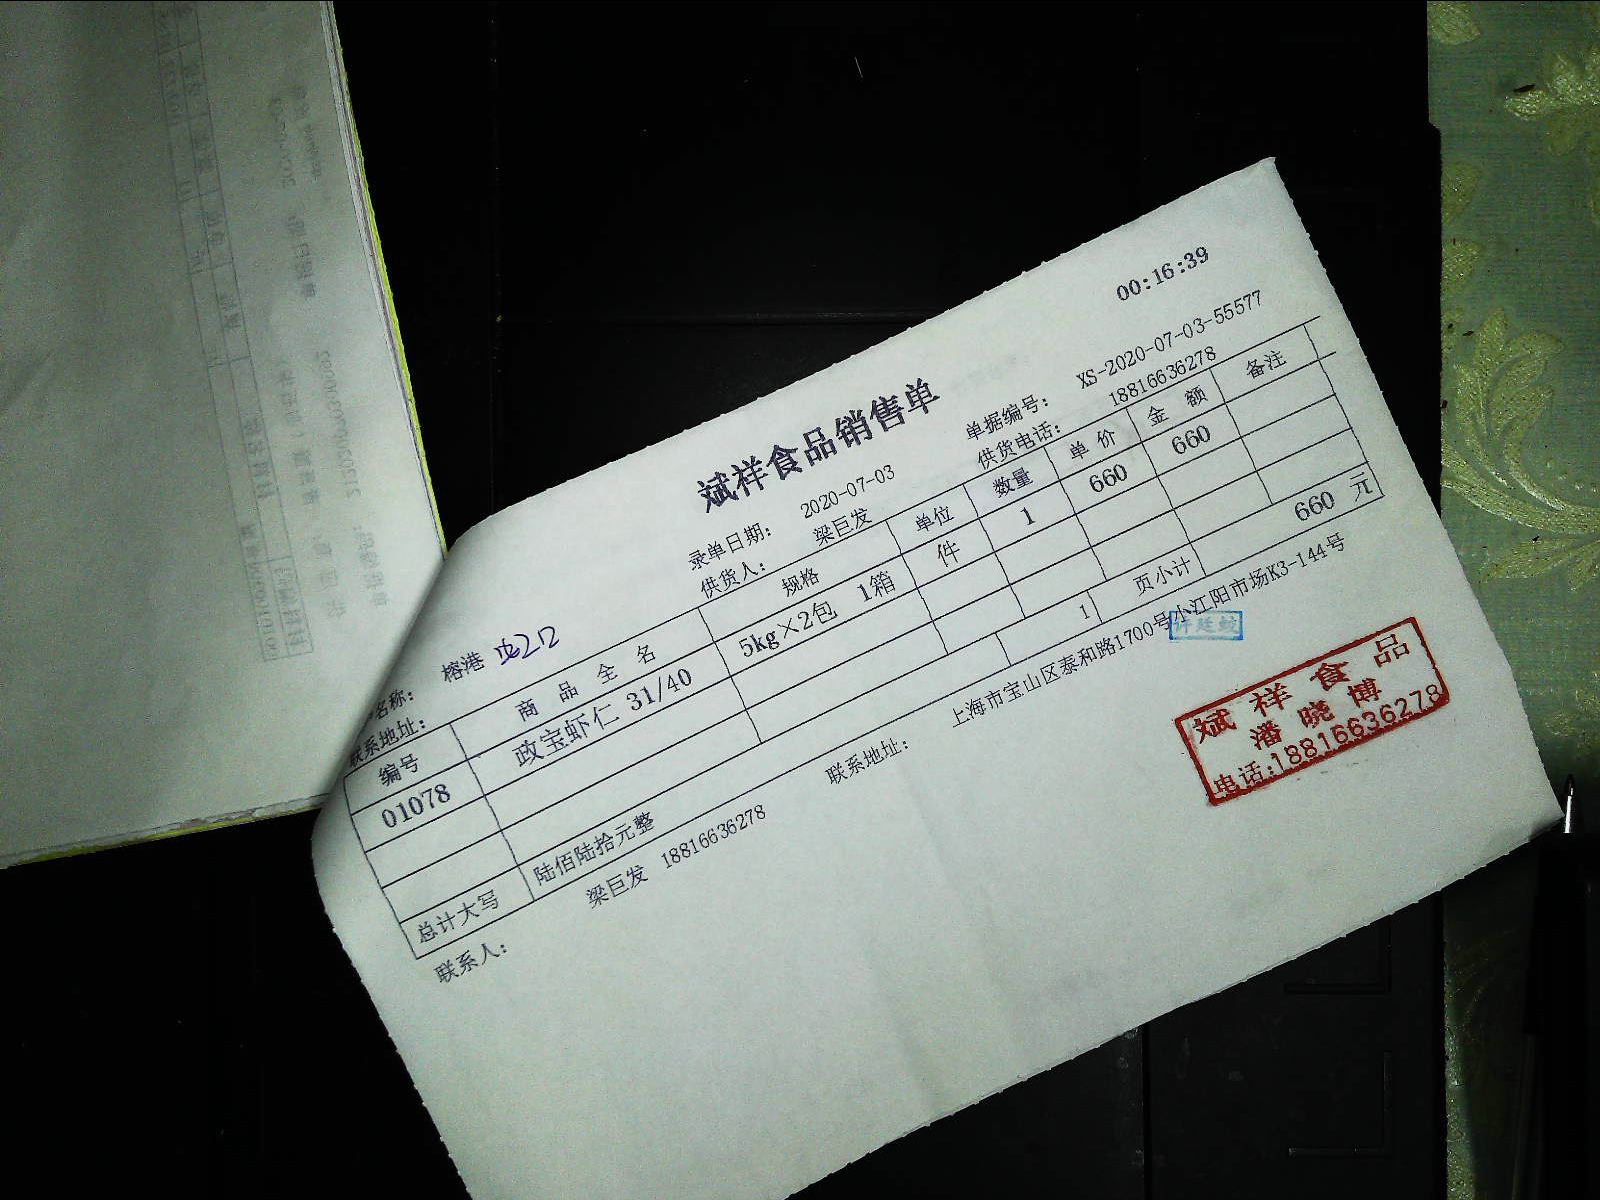 00:16:39
斌祥食品销售单
录单日期： 2020-07-03 单据编号： XS-2020-07-03-55577
名称： 榕港 供货人： 梁巨发 供货电话： 18816636278
联系地址：
编号 商品全名 规格 单位 数量 单价 金额 备注
01078 政宝虾仁 31/40 5kg×2包 1箱 件 1 660 660
总计大写 陆佰陆拾元整 1 页小计 660 元
联系人： 梁巨发 18816636278 联系地址： 上海市宝山区泰和路1700号小江阳市场K3-144号
许廷蛟
斌祥食品
潘晓博
电话:18816636278